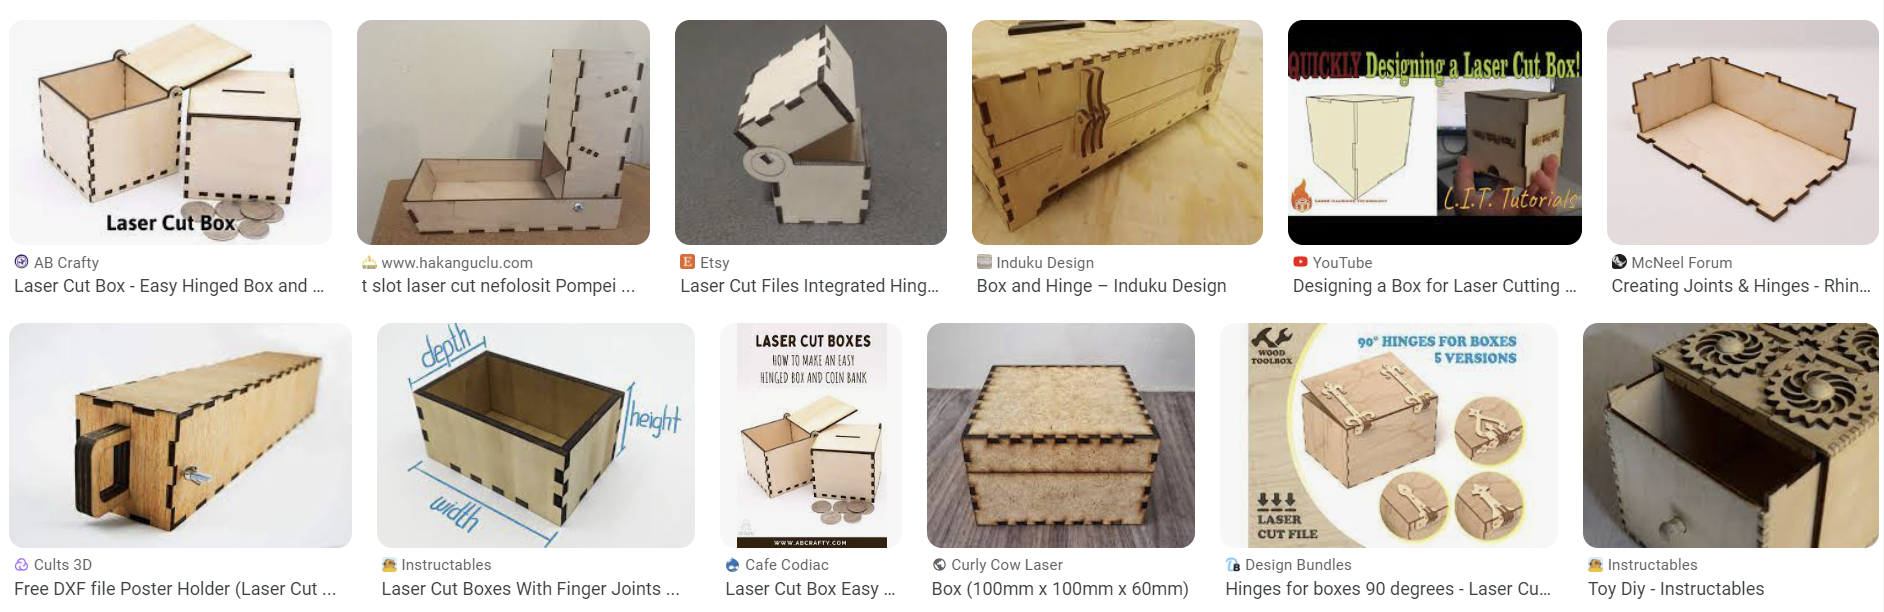 Laser Cut Box
QUICKLY Designing a Laser Cut Box!
L.I.T. Tutorials
AB Crafty
Laser Cut Box - Easy Hinged Box and ...
www.hakanguclu.com
t slot laser cut nefolosit Pompei ...
Etsy
Laser Cut Files Integrated Hing...
Induku Design
Box and Hinge – Induku Design
YouTube
Designing a Box for Laser Cutting ...
McNeel Forum
Creating Joints & Hinges - Rhin...
depth
height
width
LASER CUT BOXES
HOW TO MAKE AN EASY
HINGED BOX AND COIN BANK
WWW.ABCRAFTY.COM
WOOD
TOOLBOX
90° HINGES FOR BOXES
5 VERSIONS
LASER
CUT FILE
Cults 3D
Free DXF file Poster Holder (Laser Cut ...
Instructables
Laser Cut Boxes With Finger Joints ...
Cafe Codiac
Laser Cut Box Easy ...
Curly Cow Laser
Box (100mm x 100mm x 60mm)
Design Bundles
Hinges for boxes 90 degrees - Laser Cu...
Instructables
Toy Diy - Instructables